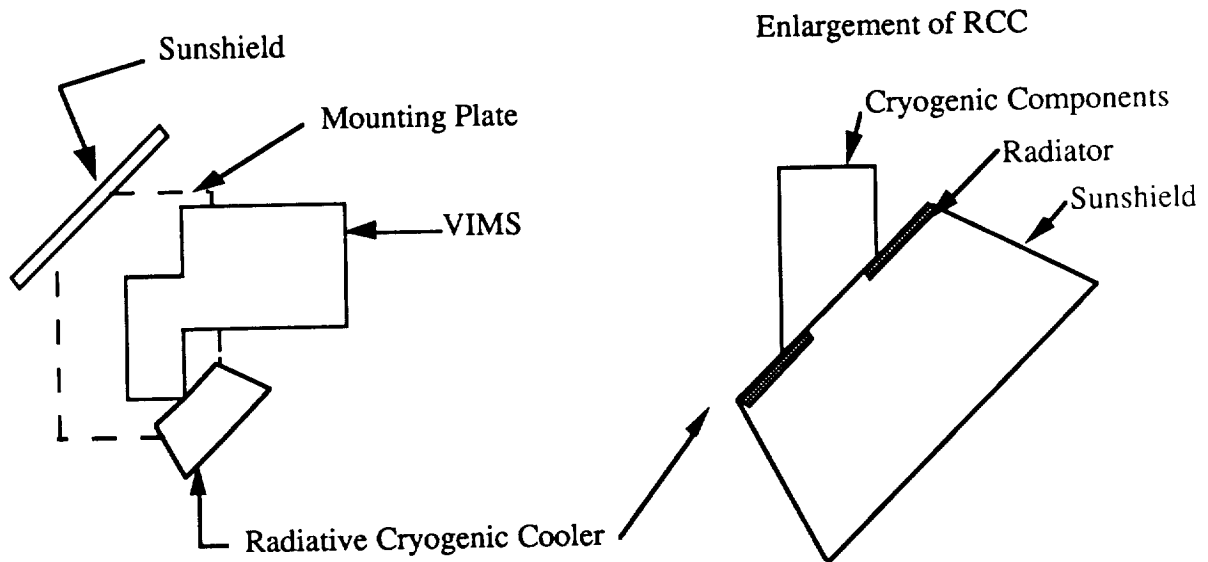 Enlargement of RCC
Sunshield
Mounting Plate
VIMS
Cryogenic Components
Radiator
Sunshield
Radiative Cryogenic Cooler